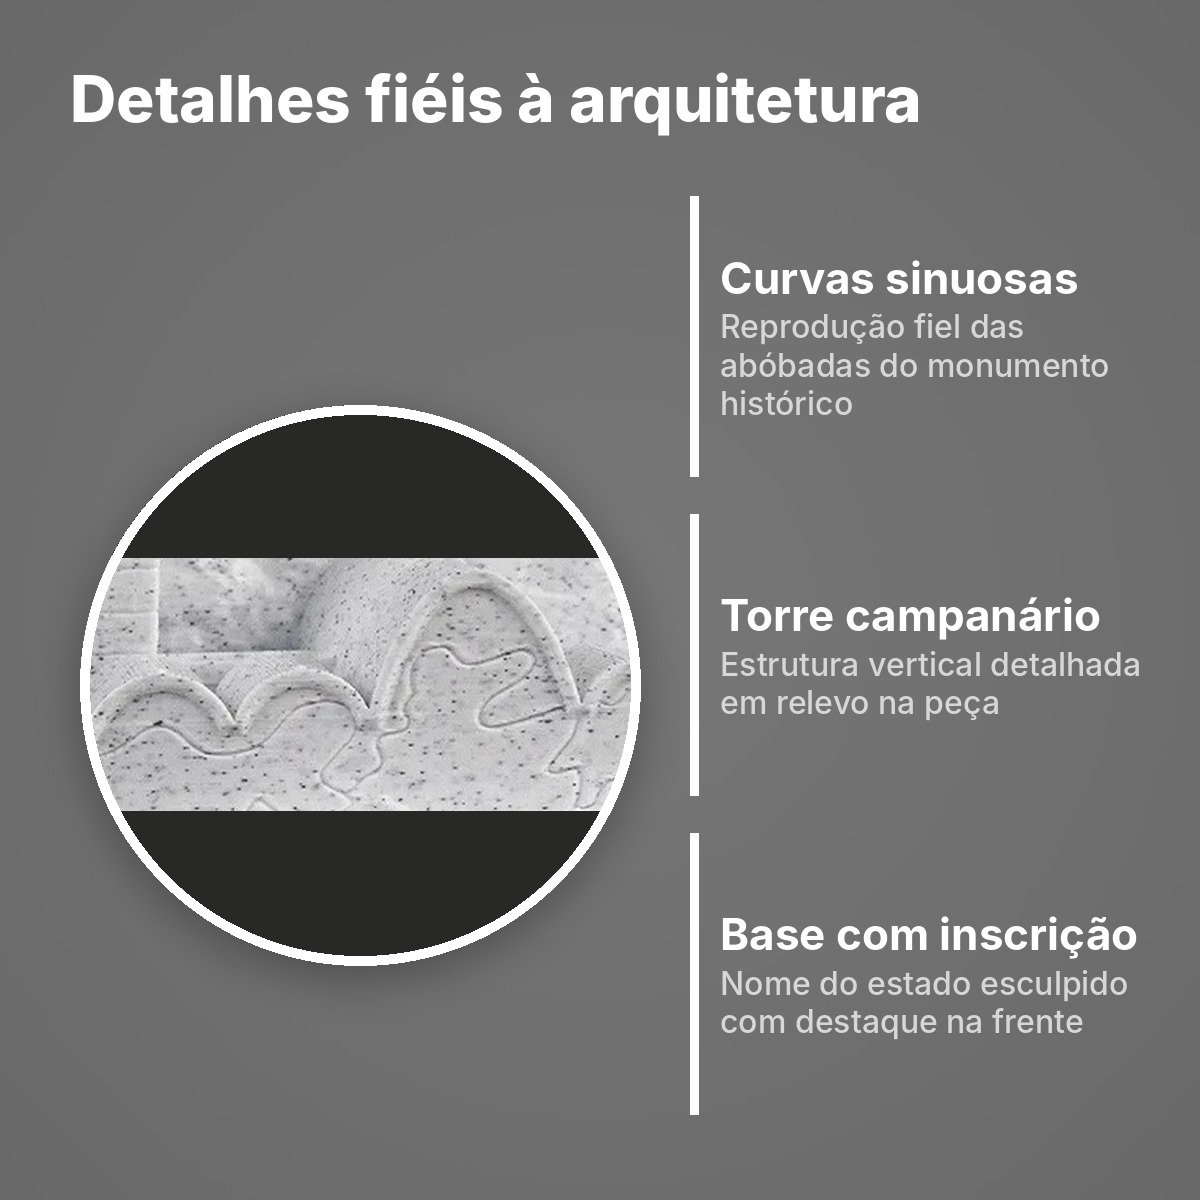 Detalhes fiéis à arquitetura
Curvas sinuosas
Reprodução fiel das
abóbadas do monumento
histórico
Torre campanário
Estrutura vertical detalhada
em relevo na peça
Base com inscrição
Nome do estado esculpido
com destaque na frente